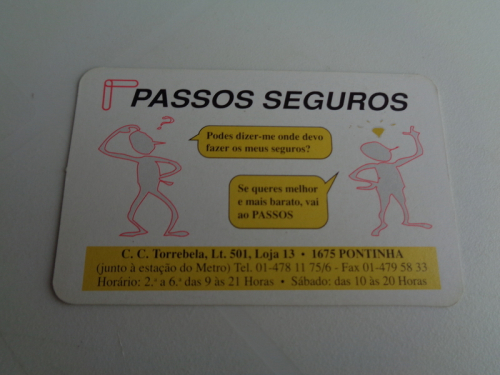 PASSOS SEGUROS
?
Podes dizer-me onde devo
fazer os meus seguros?
Se queres melhor
e mais barato, vai
ao PASSOS
C. C. Torrebela, Lt. 501, Loja 13 • 1675 PONTINHA
(junto à estação do Metro) Tel. 01-478 11 75/6 - Fax 01-479 58 33
Horário: 2.ª a 6.ª das 9 às 21 Horas • Sábado: das 10 às 20 Horas